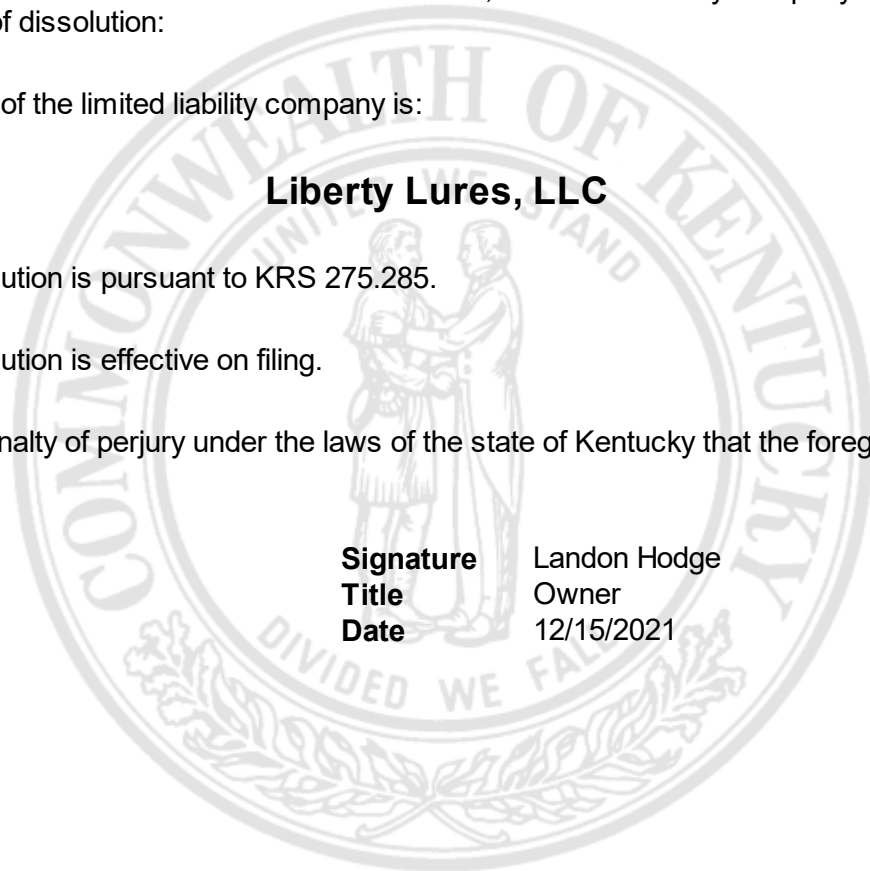 of dissolution:
of the limited liability company is:
Liberty Lures, LLC
ution is pursuant to KRS 275.285.
ution is effective on filing.
nalty of perjury under the laws of the state of Kentucky that the foreg
Signature Landon Hodge
Title Owner
Date 12/15/2021
COMMONWEALTH OF KENTUCKY
UNITED WE STAND
DIVIDED WE FALL